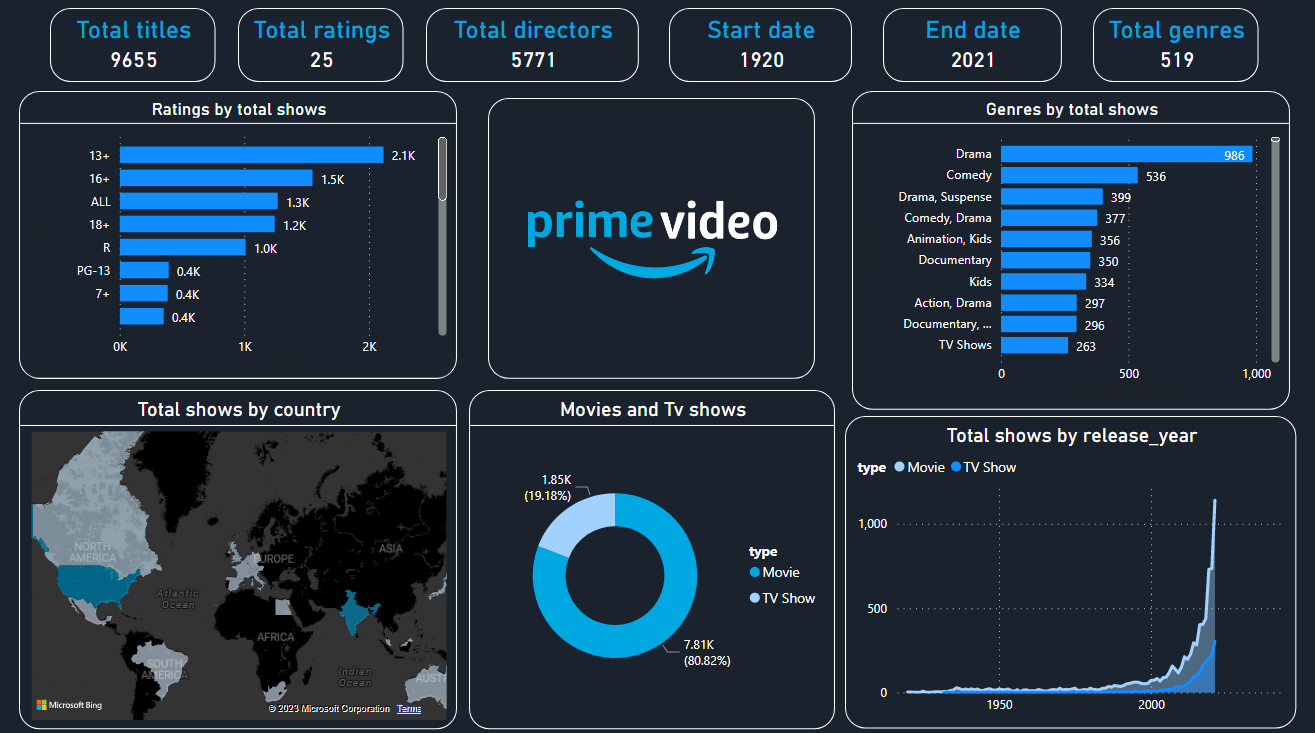 Total titles
9655
Total ratings
25
Total directors
5771
Start date
1920
End date
2021
Total genres
519
Ratings by total shows
13+ 2.1K
16+ 1.5K
ALL 1.3K
18+ 1.2K
R 1.0K
PG-13 0.4K
7+ 0.4K
0.4K
0K 1K 2K
prime video
Genres by total shows
Drama 986
Comedy 536
Drama, Suspense 399
Comedy, Drama 377
Animation, Kids 356
Documentary 350
Kids 334
Action, Drama 297
Documentary, ... 296
TV Shows 263
0 500 1,000
Total shows by country
NORTH
AMERICA
EUROPE
ASIA
Atlantic
Ocean
AFRICA
SOUTH
AMERICA
Indian
Ocean
AUST
Microsoft Bing
© 2023 Microsoft Corporation Terms
Movies and Tv shows
1.85K
(19.18%)
type
Movie
TV Show
7.81K
(80.82%)
Total shows by release_year
type Movie TV Show
1,000
500
0
1950 2000